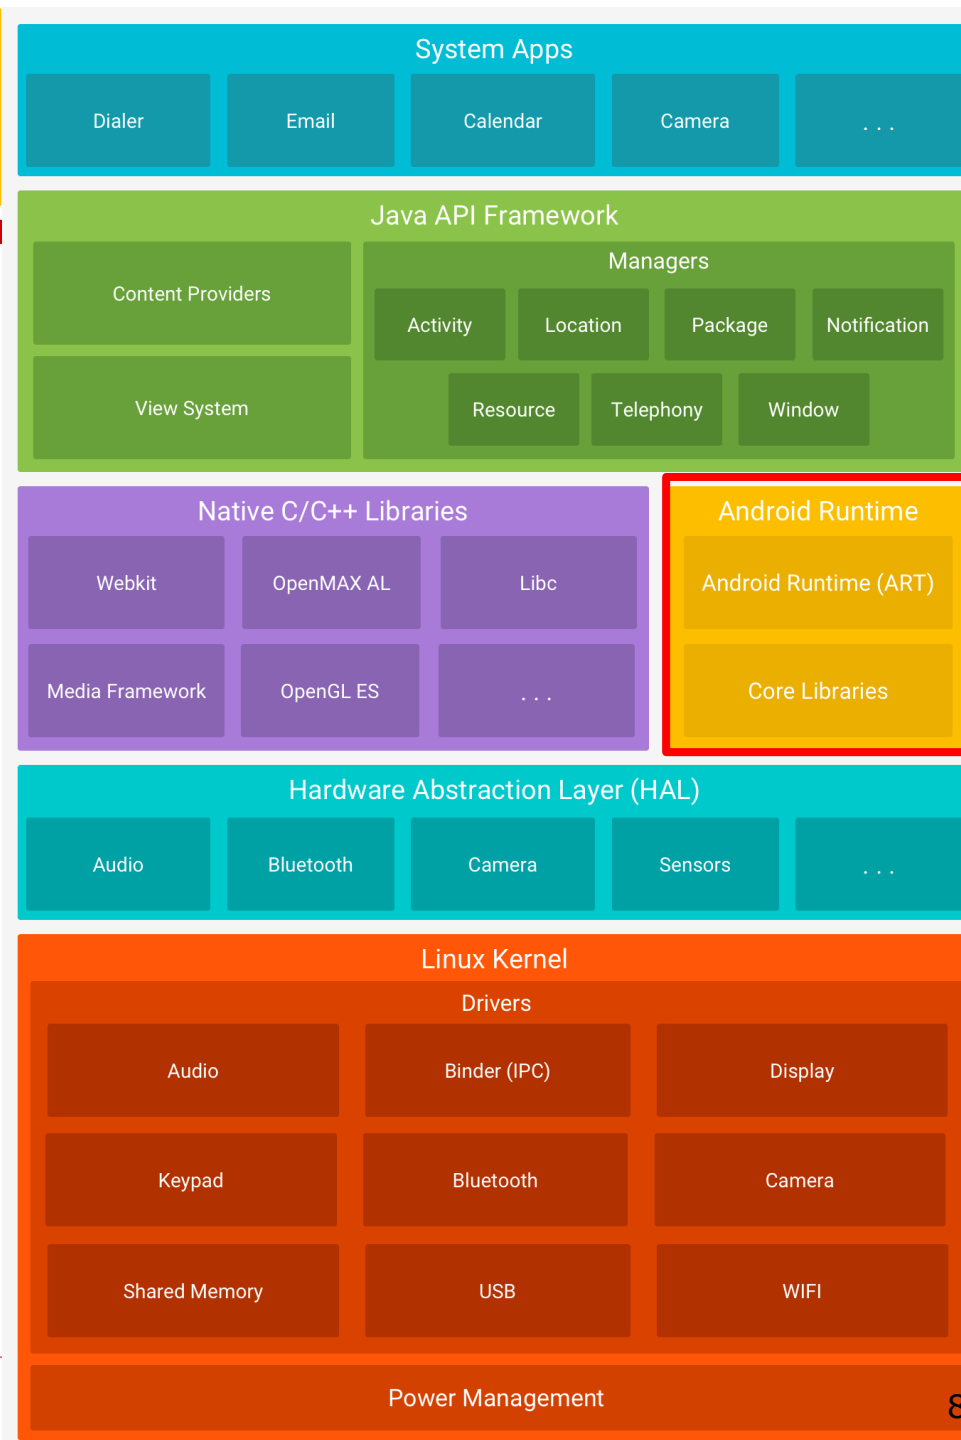 System Apps
Dialer
Email
Calendar
Camera
. . .
Java API Framework
Content Providers
View System
Managers
Activity
Location
Package
Notification
Resource
Telephony
Window
Native C/C++ Libraries
Webkit
OpenMAX AL
Libc
Media Framework
OpenGL ES
. . .
Android Runtime
Android Runtime (ART)
Core Libraries
Hardware Abstraction Layer (HAL)
Audio
Bluetooth
Camera
Sensors
. . .
Linux Kernel
Drivers
Audio
Binder (IPC)
Display
Keypad
Bluetooth
Camera
Shared Memory
USB
WIFI
Power Management
8